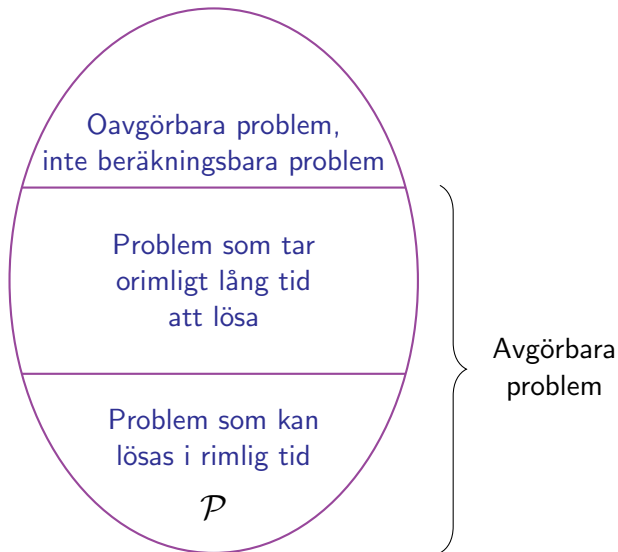 Oavgörbara problem,
inte beräkningsbara problem
Problem som tar
orimligt lång tid
att lösa
Avgörbara
problem
Problem som kan
lösas i rimlig tid
𝒫